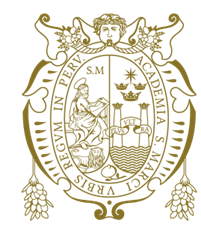 ACADEMIA S. MARCI VRBIS REGVM IN PERV
S.M